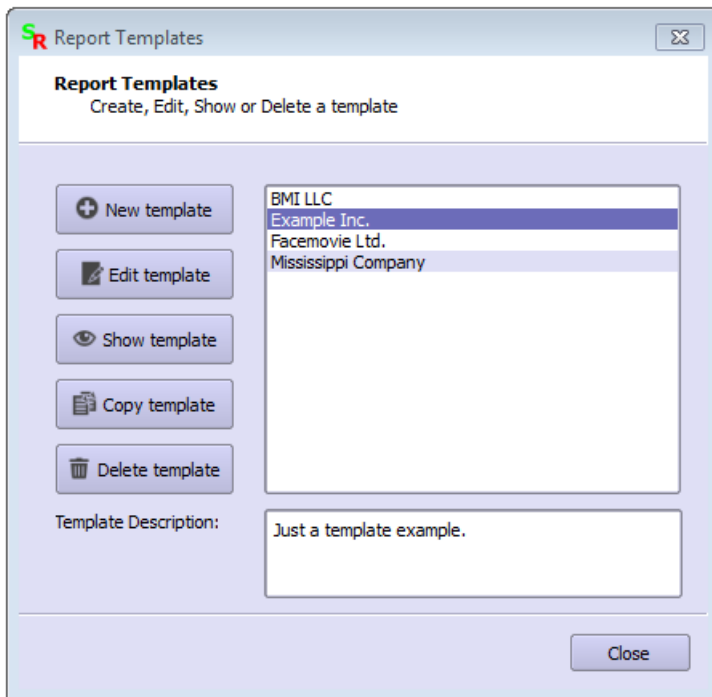 SR Report Templates
Report Templates
Create, Edit, Show or Delete a template
New template
Edit template
Show template
Copy template
Delete template
BMI LLC
Example Inc.
Facemovie Ltd.
Mississippi Company
Template Description:
Just a template example.
Close